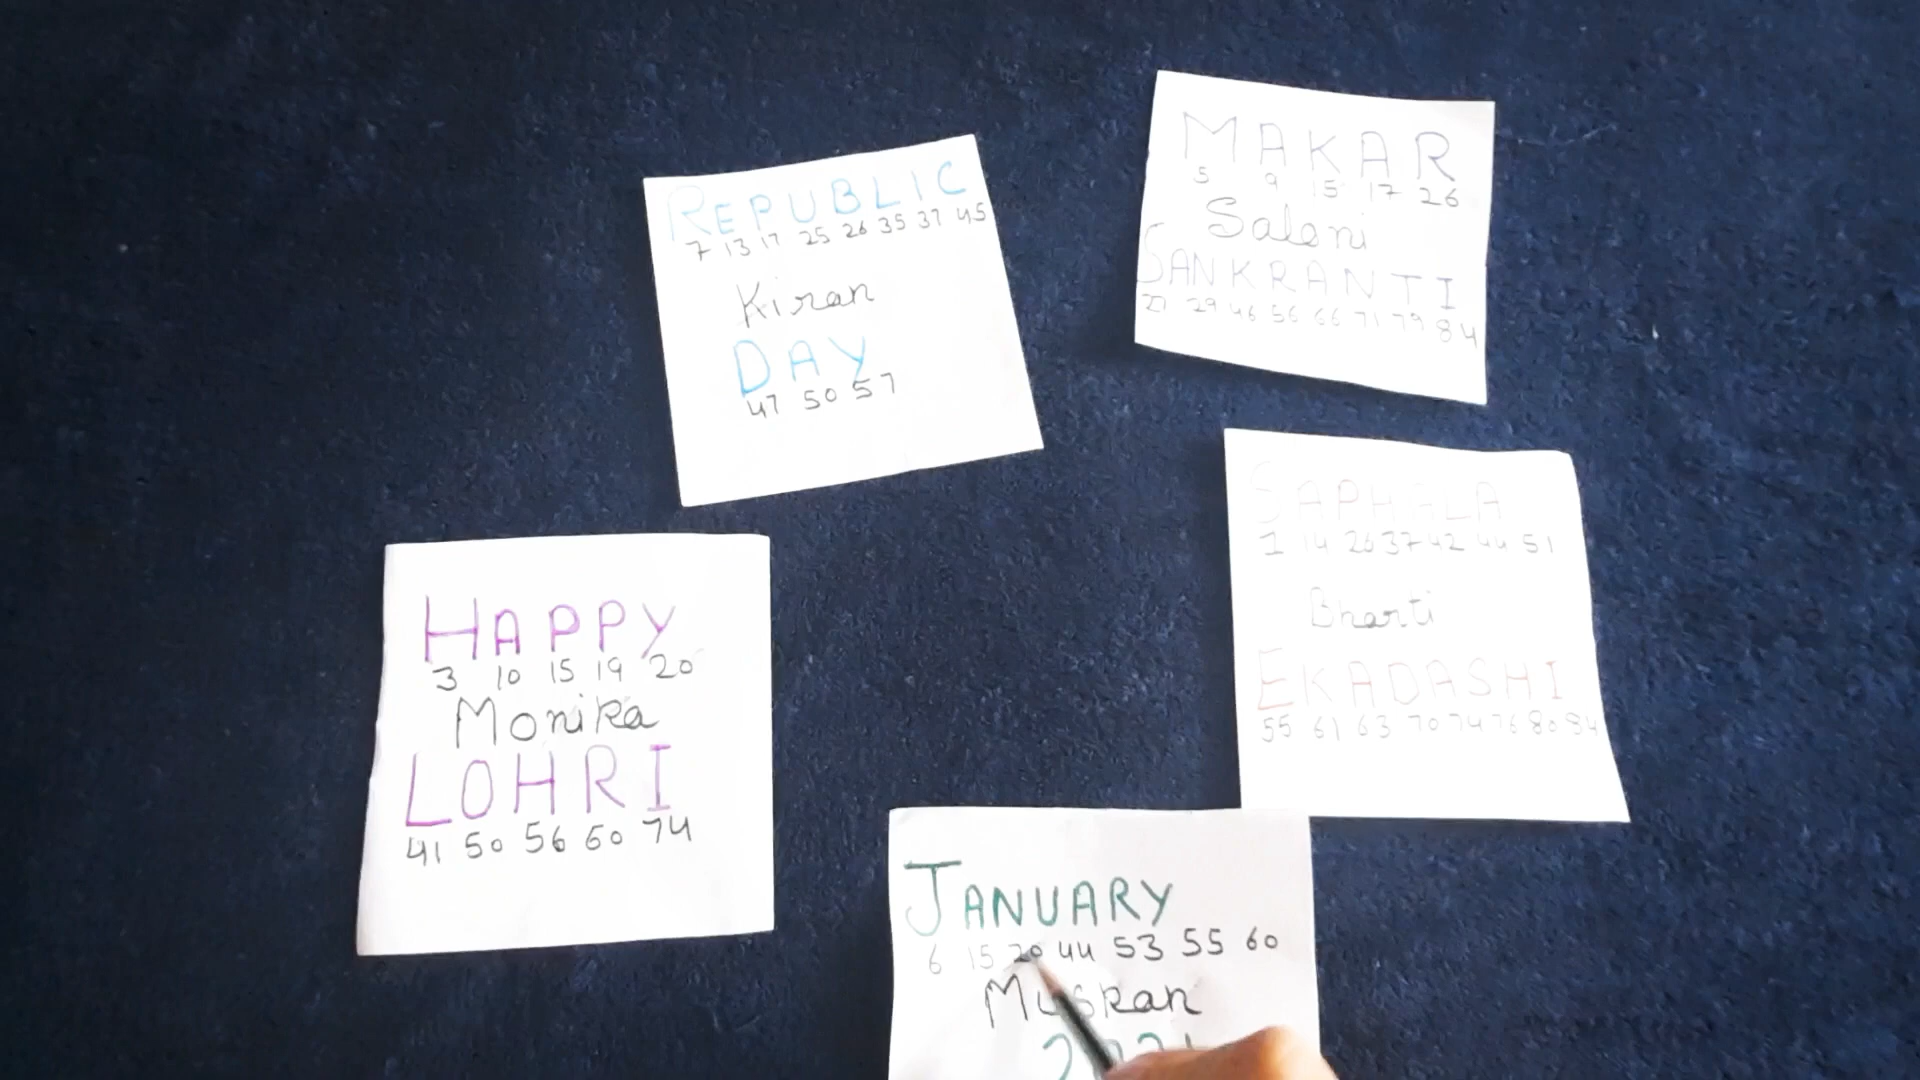 MAKAR
5 9 15 17 26
Saloni
SANKRANTI
27 29 46 56 66 71 79 84
REPUBLIC
7 13 17 25 26 35 37 45
Kiran
DAY
47 50 57
SAPHALA
1 14 26 37 42 44 51
Bharti
EKADASHI
55 61 63 70 74 76 80 84
HAPPY
3 10 15 19 20
Monika
LOHRI
41 50 56 60 74
JANUARY
6 15 20 44 53 55 60
Muskan
2021